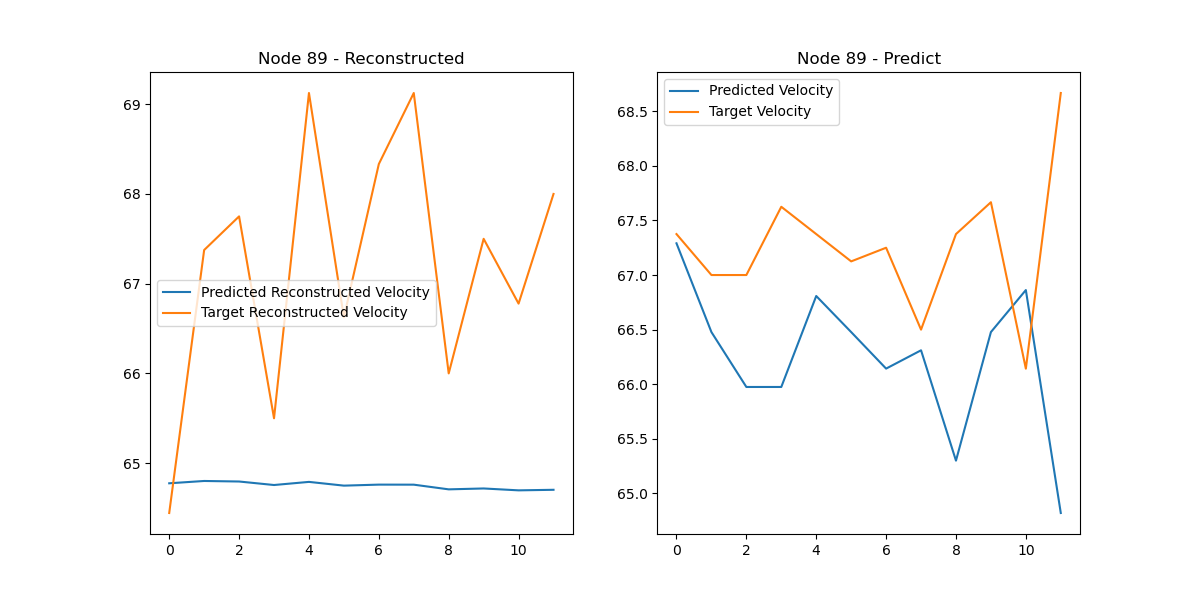 Node 89 - Reconstructed
69
68
67
66
65
Predicted Reconstructed Velocity
Target Reconstructed Velocity
0 2 4 6 8 10
Node 89 - Predict
Predicted Velocity
Target Velocity
68.5
68.0
67.5
67.0
66.5
66.0
65.5
65.0
0 2 4 6 8 10